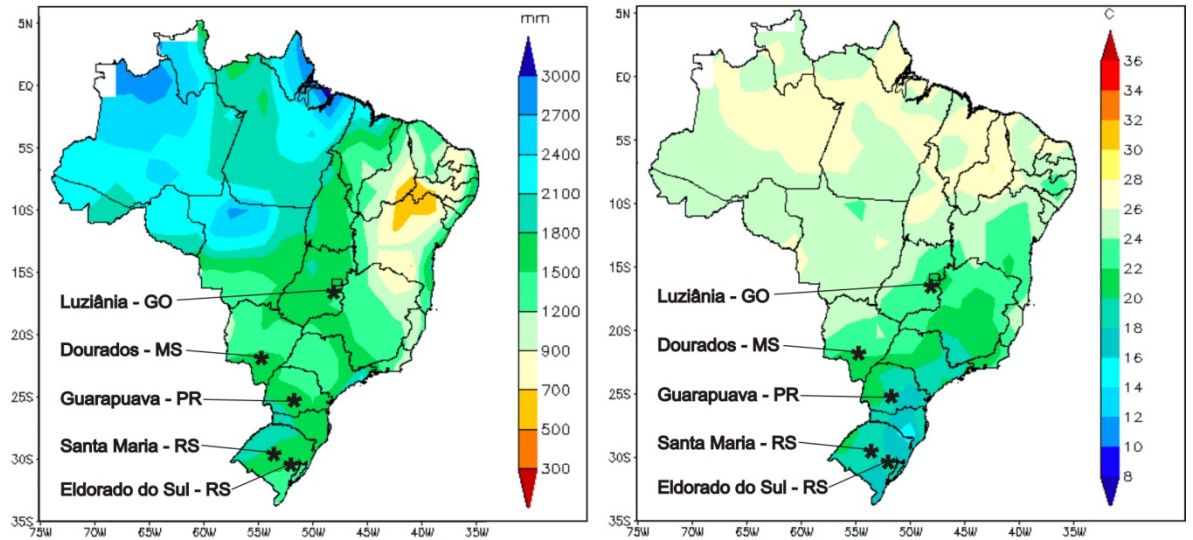 mm
5N
EQ
5S
10S
15S
20S
25S
30S
35S
75W 70W 65W 60W 55W 50W 45W 40W 35W
3000
2700
2400
2100
1800
1500
1200
900
700
500
300
Luziânia - GO
Dourados - MS
Guarapuava - PR
Santa Maria - RS
Eldorado do Sul - RS
C
5N
EQ
5S
10S
15S
20S
25S
30S
35S
75W 70W 65W 60W 55W 50W 45W 40W 35W
36
34
32
30
28
26
24
22
20
18
16
14
12
10
8
Luziânia - GO
Dourados - MS
Guarapuava - PR
Santa Maria - RS
Eldorado do Sul - RS